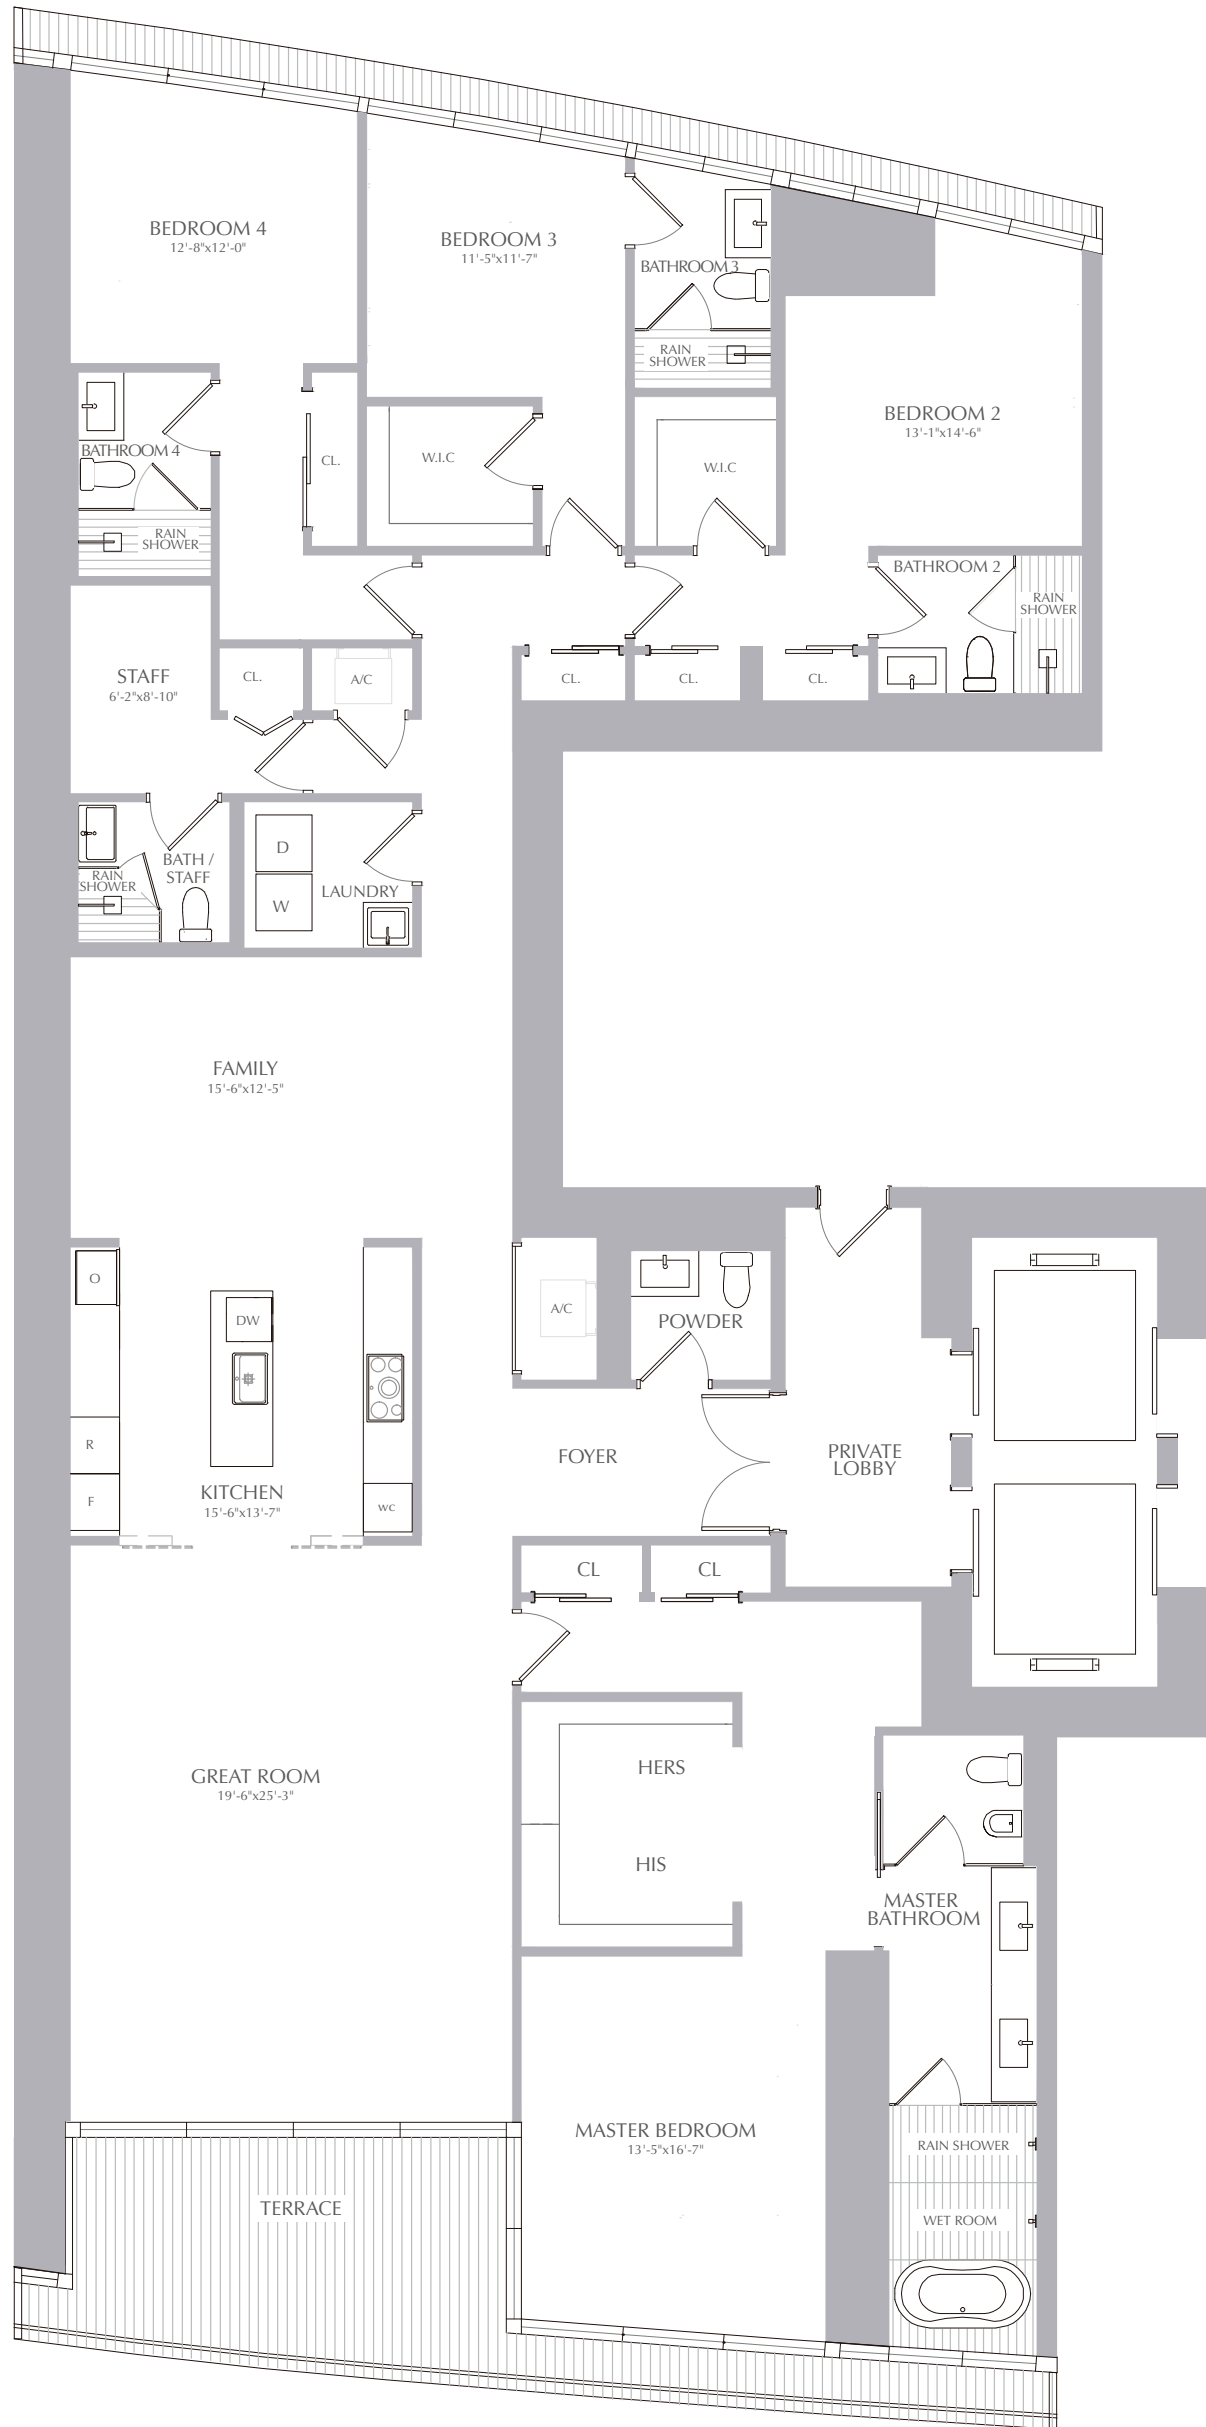 BEDROOM 4
12'-8"x12'-0"
BEDROOM 3
11'-5"x11'-7"
BATHROOM 3
RAIN
SHOWER
BEDROOM 2
13'-1"x14'-6"
BATHROOM 4
CL.
W.I.C
W.I.C
RAIN
SHOWER
BATHROOM 2
RAIN
SHOWER
STAFF
6'-2"x8'-10"
CL.
A/C
CL.
CL.
CL.
D
BATH /
STAFF
RAIN
SHOWER
LAUNDRY
W
FAMILY
15'-6"x12'-5"
O
DW
A/C
POWDER
R
FOYER
PRIVATE
LOBBY
KITCHEN
15'-6"x13'-7"
F
WC
CL
CL
HERS
GREAT ROOM
19'-6"x25'-3"
HIS
MASTER
BATHROOM
MASTER BEDROOM
13'-5"x16'-7"
RAIN SHOWER
TERRACE
WET ROOM